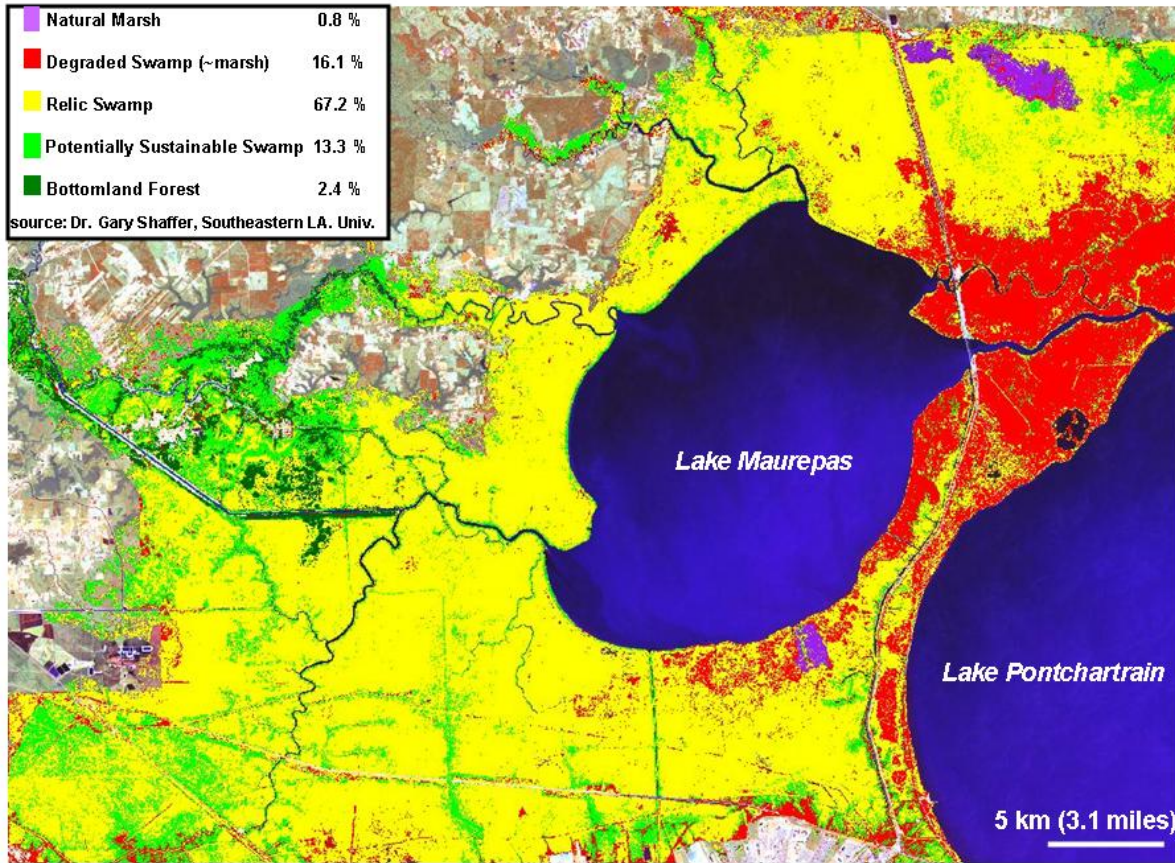 Natural Marsh 0.8 %
Degraded Swamp (~marsh) 16.1 %
Relic Swamp 67.2 %
Potentially Sustainable Swamp 13.3 %
Bottomland Forest 2.4 %
source: Dr. Gary Shaffer, Southeastern LA. Univ.
Lake Maurepas
Lake Pontchartrain
5 km (3.1 miles)